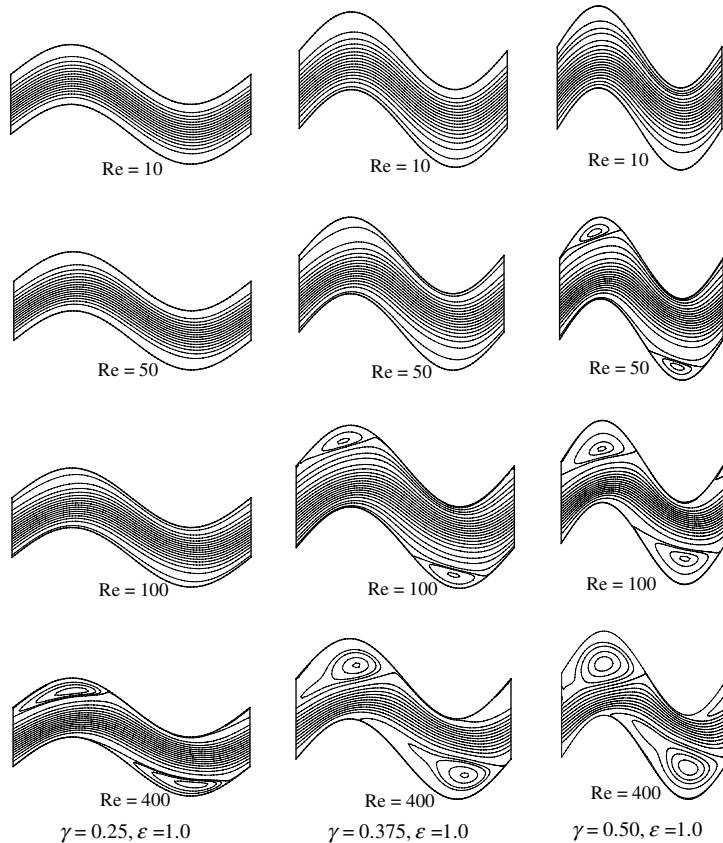 Re = 10
Re = 10
Re = 10
Re = 50
Re = 50
Re = 50
Re = 100
Re = 100
Re = 100
Re = 400
Re = 400
Re = 400
γ = 0.25, ε =1.0
γ = 0.375, ε =1.0
γ = 0.50, ε =1.0